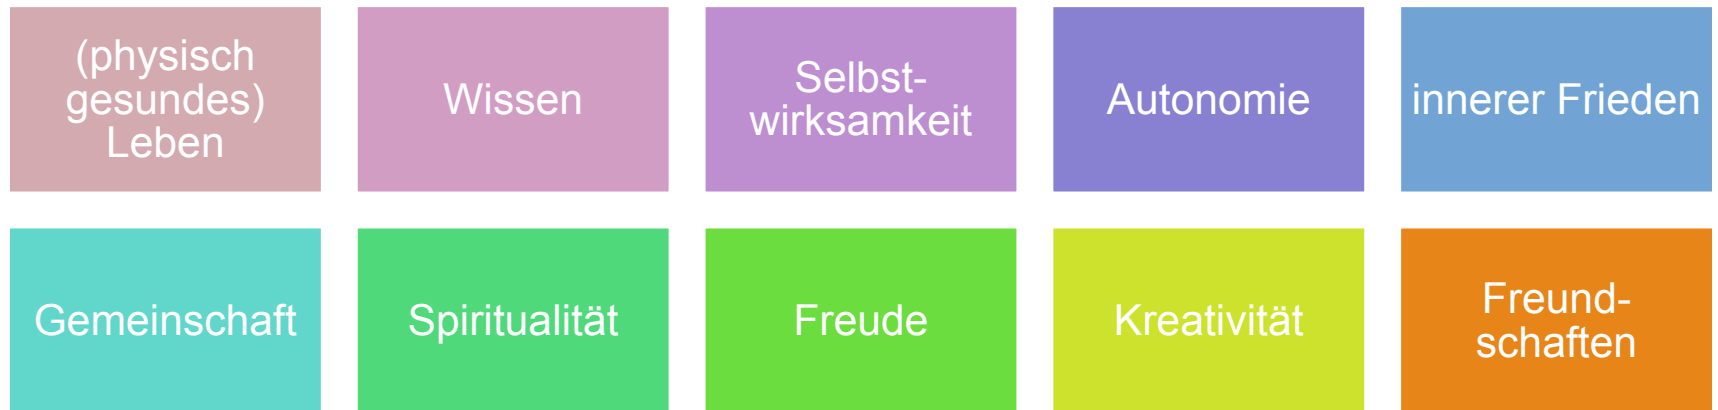 (physisch
gesundes)
Leben
Wissen
Selbst-
wirksamkeit
Autonomie
innerer Frieden
Gemeinschaft
Spiritualität
Freude
Kreativität
Freund-
schaften